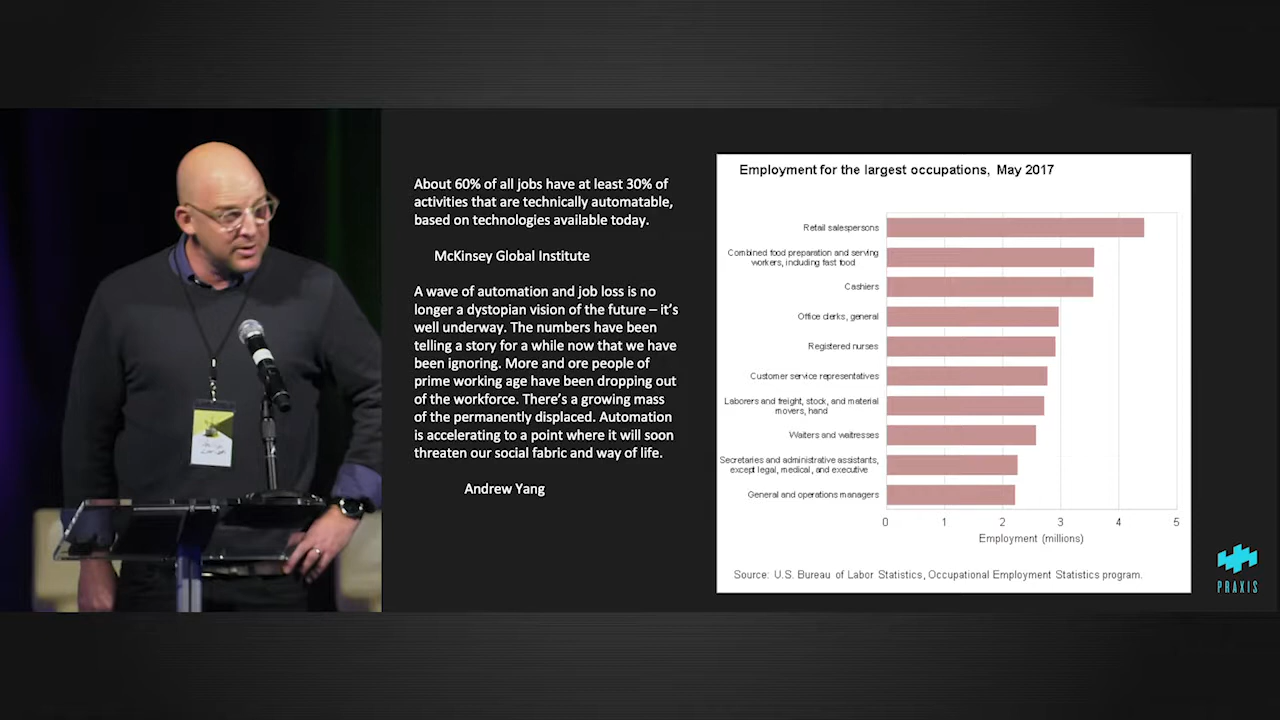 About 60% of all jobs have at least 30% of
activities that are technically automatable,
based on technologies available today.
McKinsey Global Institute
A wave of automation and job loss is no
longer a dystopian vision of the future – it's
well underway. The numbers have been
telling a story for a while now that we have
been ignoring. More and ore people of
prime working age have been dropping out
of the workforce. There's a growing mass
of the permanently displaced. Automation
is accelerating to a point where it will soon
threaten our social fabric and way of life.
Andrew Yang
Employment for the largest occupations, May 2017
Retail salespersons
Combined food preparation and serving
workers, including fast food
Cashiers
Office clerks, general
Registered nurses
Customer service representatives
Laborers and freight, stock, and material
movers, hand
Waiters and waitresses
Secretaries and administrative assistants,
except legal, medical, and executive
General and operations managers
0 1 2 3 4 5
Employment (millions)
Source: U.S. Bureau of Labor Statistics, Occupational Employment Statistics program.
PRAXIS